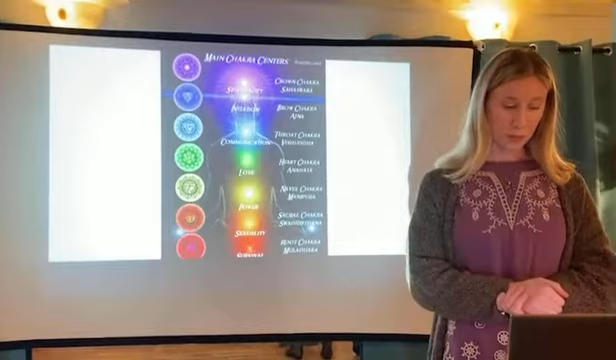 Main Chakra Centers
Crown Chakra
Sahasrara
Spirituality
Brow Chakra
Ajna
Intuition
Throat Chakra
Vishuddha
Communication
Heart Chakra
Anahata
Love
Navel Chakra
Manipura
Power
Sacral Chakra
Swadhisthana
Sexuality
Root Chakra
Muladhara
Survival